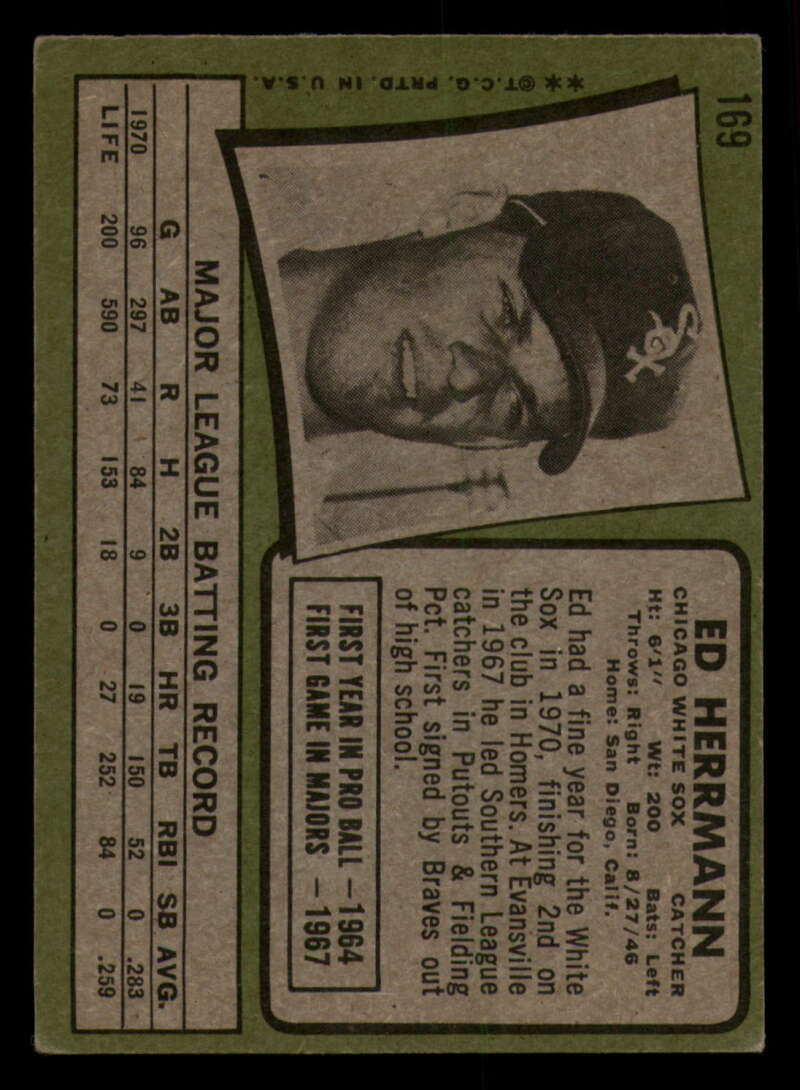 169
**©T.C.G. PRTD. IN U.S.A.
ED HERRMANN
CHICAGO WHITE SOX CATCHER
Ht: 6/1″ Wt: 200 Bats: Left
Throws: Right Born: 8/27/46
Home: San Diego, Calif.
Ed had a fine year for the White
Sox in 1970, finishing 2nd on
the club in Homers. At Evansville
in 1967 he led Southern League
catchers in Putouts & Fielding
Pct. First signed by Braves out
of high school.
FIRST YEAR IN PRO BALL — 1964
FIRST GAME IN MAJORS — 1967
MAJOR LEAGUE BATTING RECORD
G AB R H 2B 3B HR TB RBI SB AVG.
1970 96 297 41 84 9 0 19 150 52 0 .283
LIFE 200 590 73 153 18 0 27 252 84 0 .259